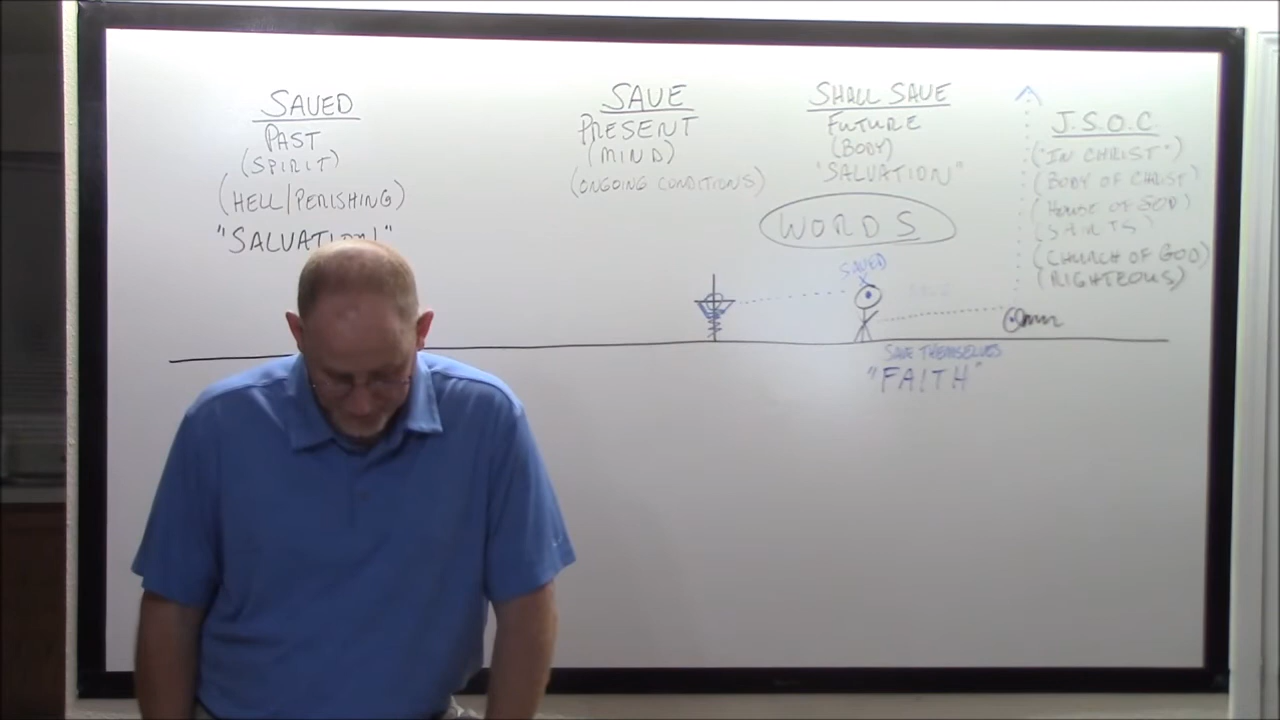 SAVED
PAST
(SPIRIT)
(HELL/PERISHING)
"SALVATION"
SAVE
PRESENT
(MIND)
(ONGOING CONDITIONS)
SHALL SAVE
FUTURE
(BODY)
"SALVATION"
WORDS
J.S.O.C
("IN CHRIST")
(BODY OF CHRIST)
(HOUSE OF GOD)
(SAINTS)
(CHURCH OF GOD)
(RIGHTEOUS)
SAVED
SAVE THEMSELVES
"FAITH"